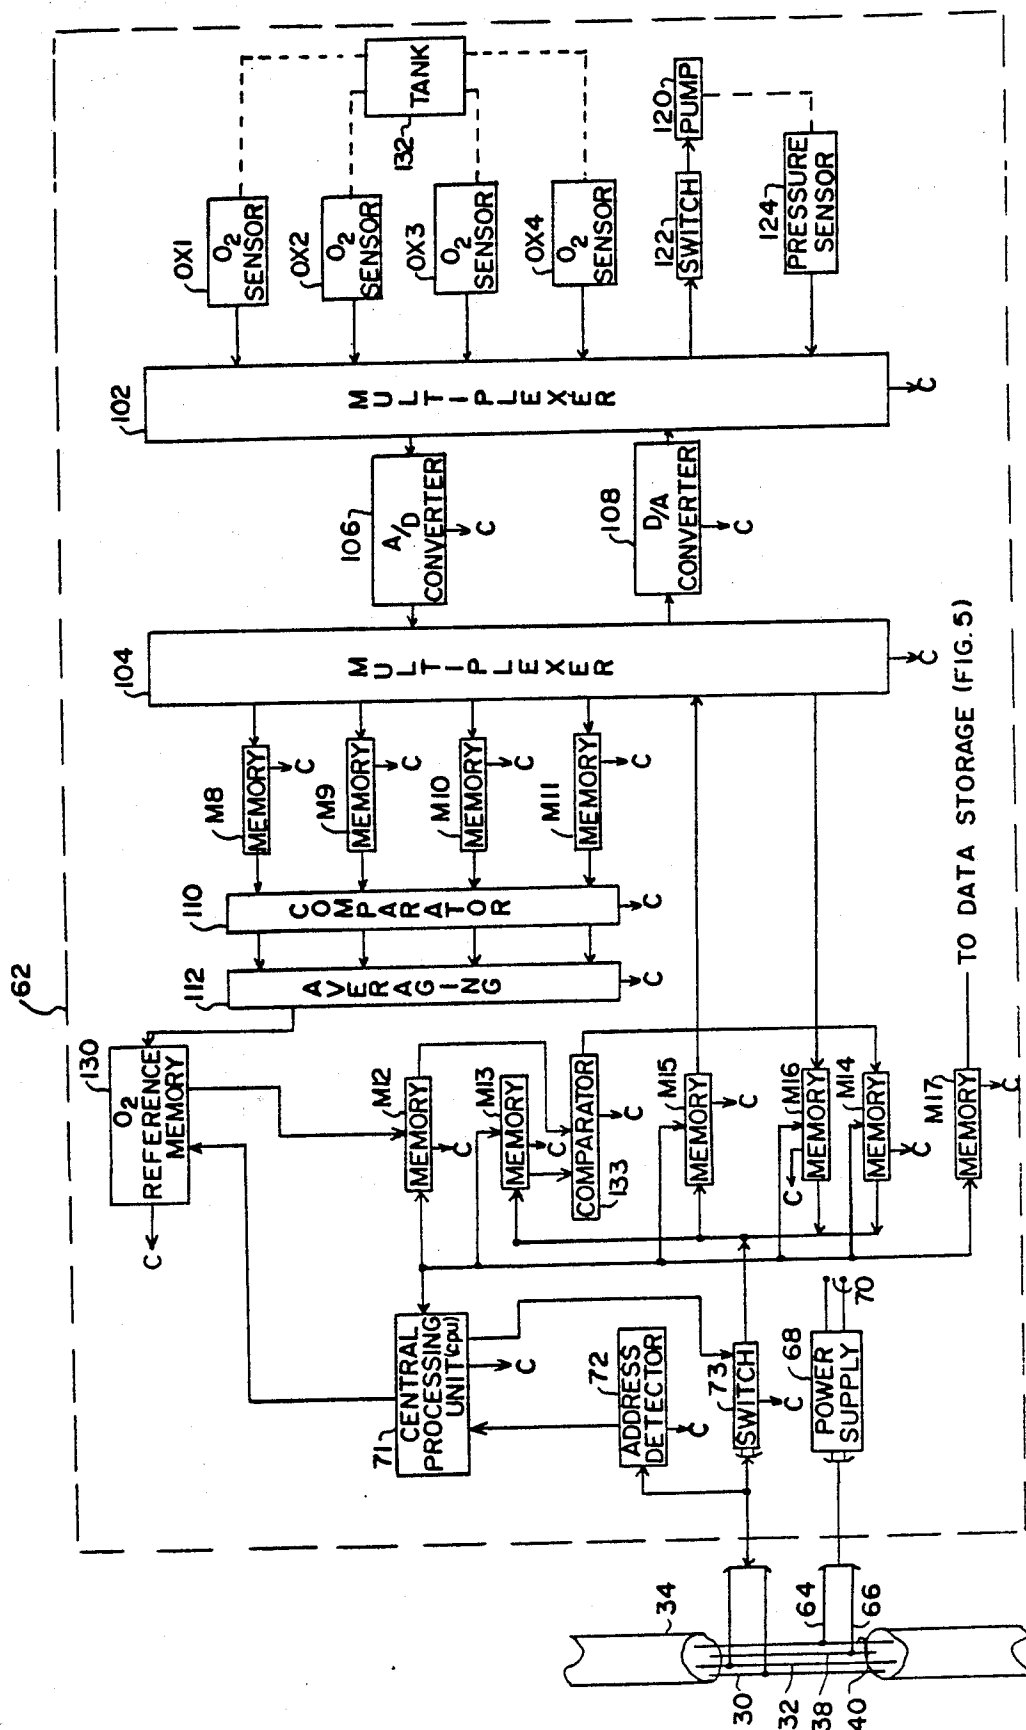 62
130
O2
REFERENCE
MEMORY
C
112
AVERAGING
C
110
COMPARATOR
C
M8
MEMORY
C
M9
MEMORY
C
M10
MEMORY
C
M11
MEMORY
C
104
MULTIPLEXER
C
106
A/D
CONVERTER
C
108
D/A
CONVERTER
C
102
MULTIPLEXER
C
OX1
O2
SENSOR
OX2
O2
SENSOR
OX3
O2
SENSOR
OX4
O2
SENSOR
132
TANK
122
SWITCH
120
PUMP
124
PRESSURE
SENSOR
71
CENTRAL
PROCESSING
UNIT (cpu)
C
72
ADDRESS
DETECTOR
C
73
SWITCH
C
68
POWER
SUPPLY
70
M12
MEMORY
C
M13
MEMORY
C
COMPARATOR
133
C
M15
MEMORY
C
M16
MEMORY
C
M14
MEMORY
C
M17
MEMORY
C
TO DATA STORAGE (FIG. 5)
34
64
66
30
32
38
40